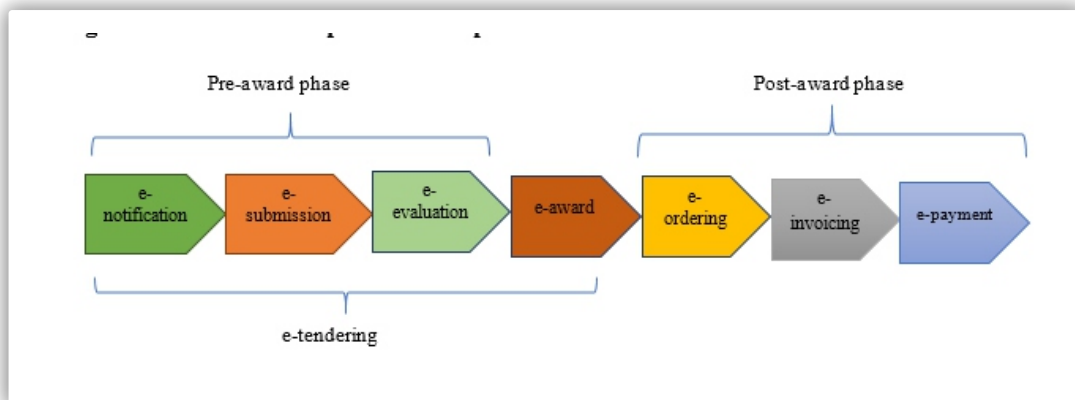 Pre-award phase
Post-award phase
e-
notification
e-
submission
e-
evaluation
e-award
e-
ordering
e-
invoicing
e-payment
e-tendering